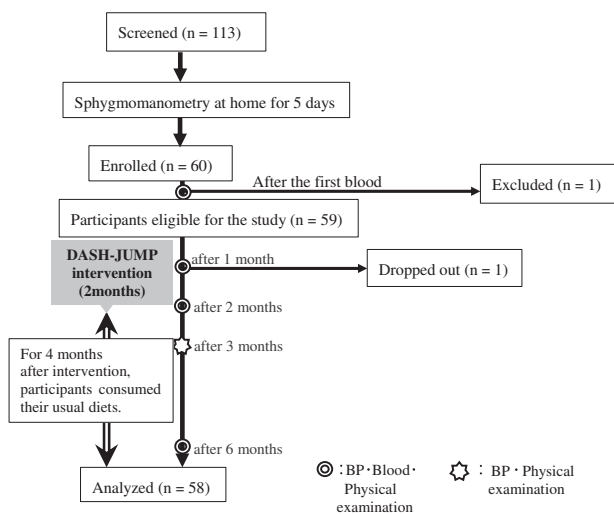 Screened (n = 113)
Sphygmomanometry at home for 5 days
Enrolled (n = 60)
After the first blood
Excluded (n = 1)
Participants eligible for the study (n = 59)
DASH-JUMP
intervention
(2months)
after 1 month
Dropped out (n = 1)
after 2 months
For 4 months
after intervention,
participants consumed
their usual diets.
after 3 months
after 6 months
Analyzed (n = 58)
:BP・Blood・
Physical
examination
: BP・Physical
examination